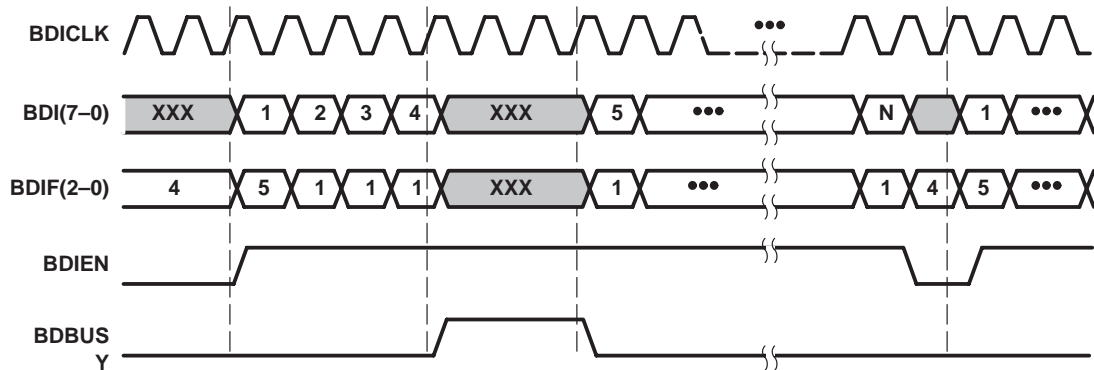 BDICLK •••
BDI(7–0) XXX 1 2 3 4 XXX 5 ••• N 1 •••
BDIF(2–0) 4 5 1 1 1 XXX 1 ••• 1 4 5 •••
BDIEN
BDBUS
Y